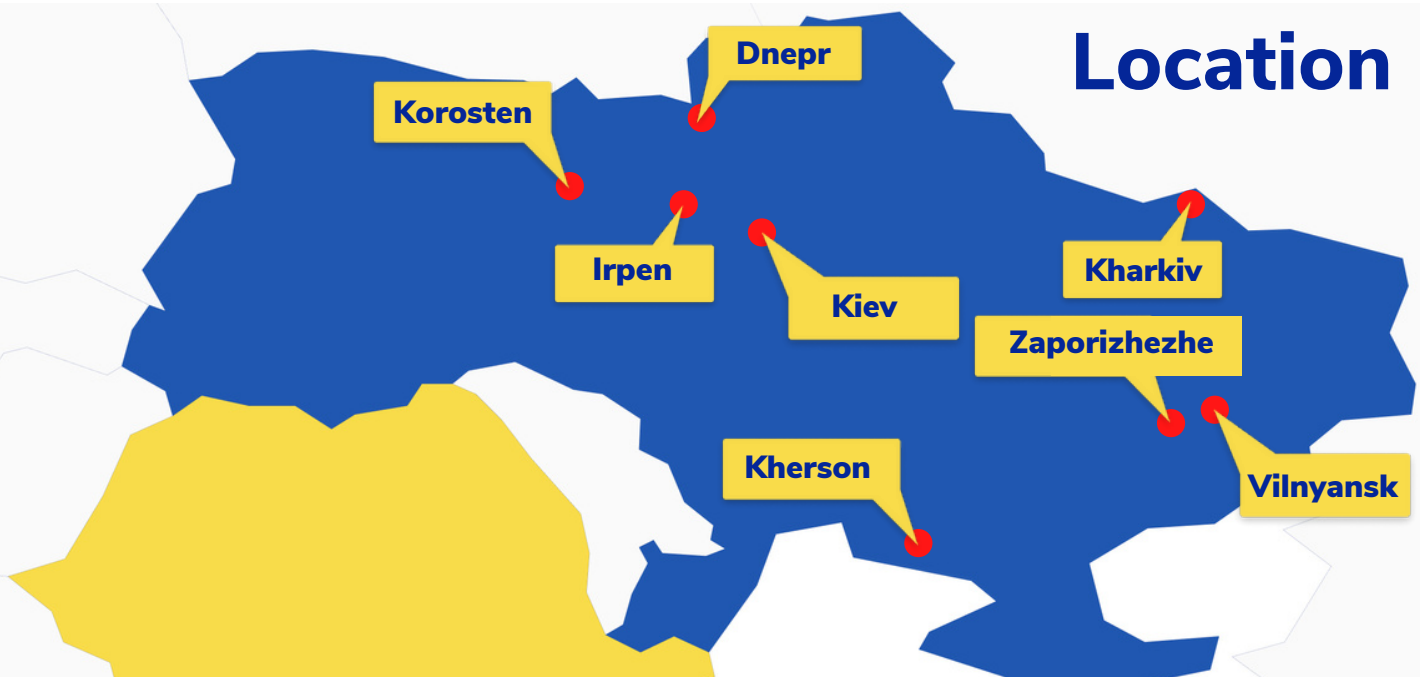 Location
Dnepr
Korosten
Irpen
Kiev
Kharkiv
Zaporizhezhe
Kherson
Vilnyansk